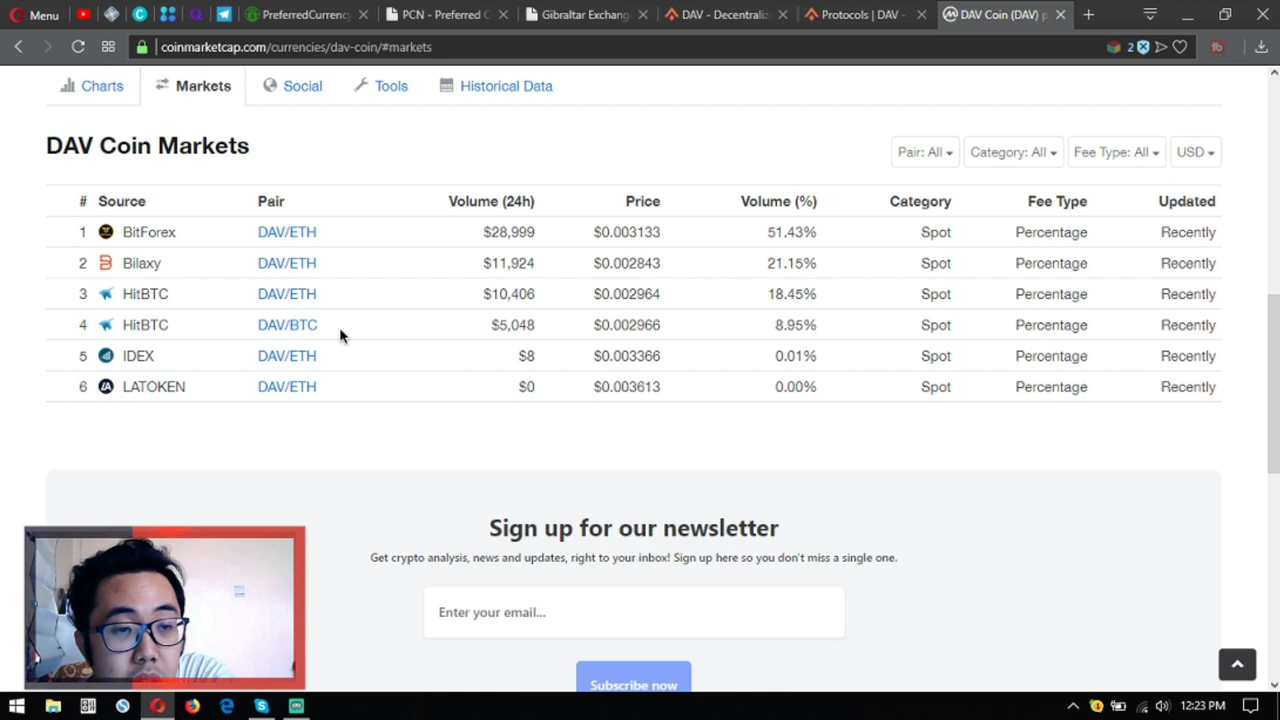 Menu
PreferredCurrency
PCN - Preferred C
Gibraltar Exchang
DAV - Decentraliz
Protocols | DAV -
DAV Coin (DAV) p
coinmarketcap.com/currencies/dav-coin/#markets
2
Charts Markets Social Tools Historical Data
DAV Coin Markets
Pair: All Category: All Fee Type: All USD
# Source Pair Volume (24h) Price Volume (%) Category Fee Type Updated
1 BitForex DAV/ETH $28,999 $0.003133 51.43% Spot Percentage Recently
2 Bilaxy DAV/ETH $11,924 $0.002843 21.15% Spot Percentage Recently
3 HitBTC DAV/ETH $10,406 $0.002964 18.45% Spot Percentage Recently
4 HitBTC DAV/BTC $5,048 $0.002966 8.95% Spot Percentage Recently
5 IDEX DAV/ETH $8 $0.003366 0.01% Spot Percentage Recently
6 LATOKEN DAV/ETH $0 $0.003613 0.00% Spot Percentage Recently
Sign up for our newsletter
Get crypto analysis, news and updates, right to your inbox! Sign up here so you don't miss a single one.
Enter your email...
Subscribe now
12:23 PM